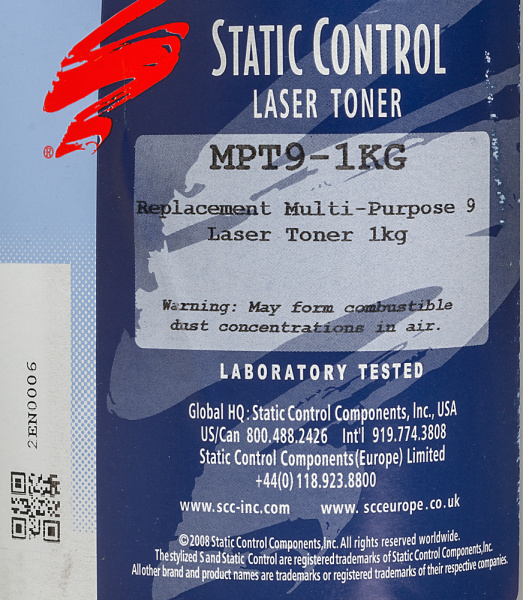 STATIC CONTROL
LASER TONER
®
MPT9-1KG
Replacement Multi-Purpose 9
Laser Toner 1kg
Warning: May form combustible
dust concentrations in air.
LABORATORY TESTED
Global HQ: Static Control Components, Inc., USA
US/Can 800.488.2426 Int'l 919.774.3808
Static Control Components (Europe) Limited
+44(0) 118.923.8800
www.scc-inc.com www. scceurope.co.uk
©2008 Static Control Components, Inc. All rights reserved worldwide.
The stylized S and Static Control are registered trademarks of Static Control Components, Inc.
All other brand and product names are trademarks or registered trademarks of their respective companies.
2EN0006